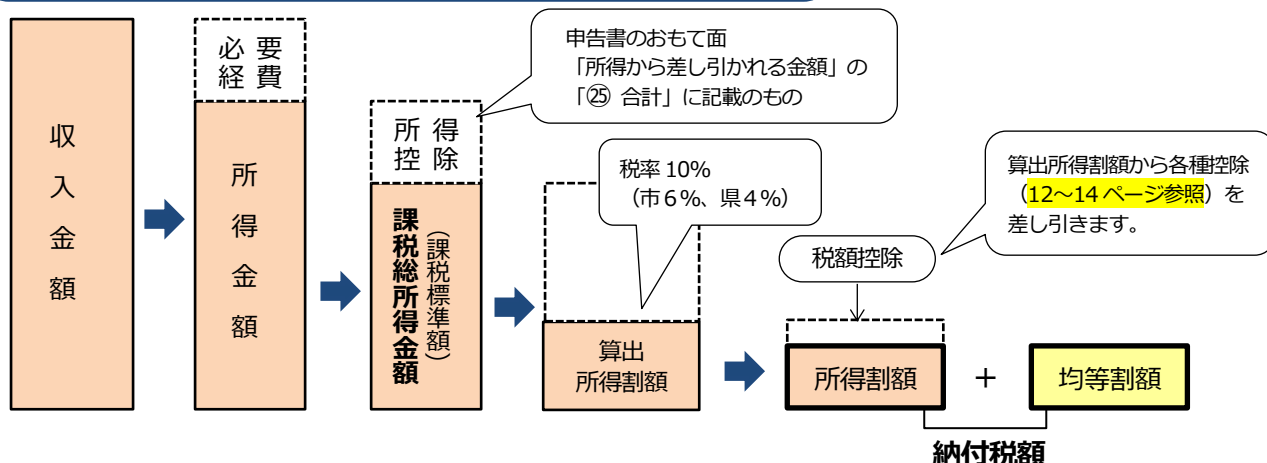 収入金額
必要
経費
所得金額
所得
控除
課税総所得金額
（課税標準額）
申告書のおもて面
「所得から差し引かれる金額」の
「㉕ 合計」に記載のもの
税率 10%
（市６%、県４%）
算出
所得割額
算出所得割額から各種控除
（12～14 ページ参照）を
差し引きます。
税額控除
所得割額
＋
均等割額
納付税額